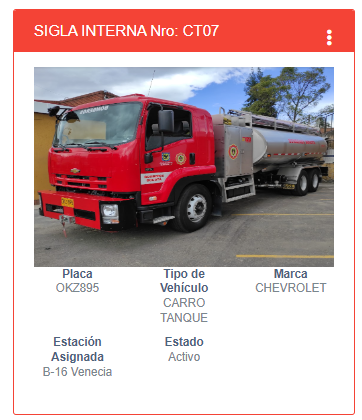 SIGLA INTERNA Nro: CT07
Placa
OKZ895
Tipo de
Vehículo
CARRO
TANQUE
Marca
CHEVROLET
Estación
Asignada
B-16 Venecia
Estado
Activo